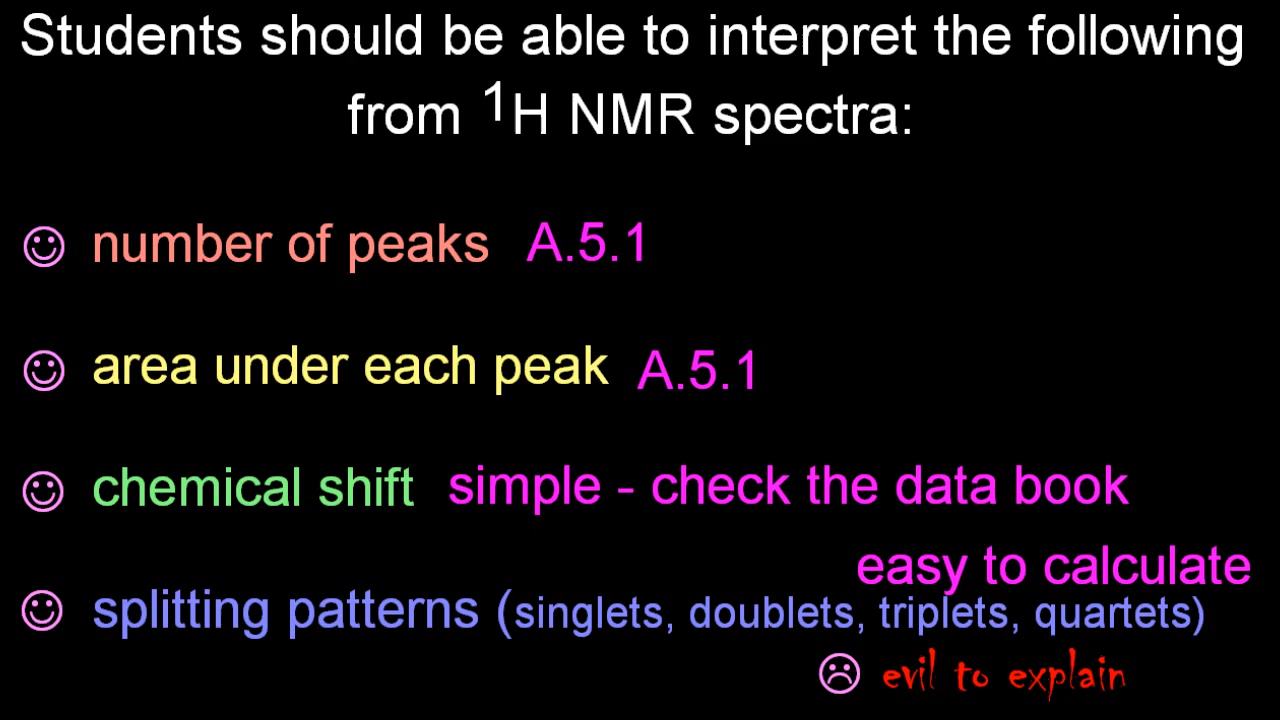 Students should be able to interpret the following
from ¹H NMR spectra:
number of peaks A.5.1
area under each peak A.5.1
chemical shift simple - check the data book
easy to calculate
splitting patterns (singlets, doublets, triplets, quartets)
evil to explain